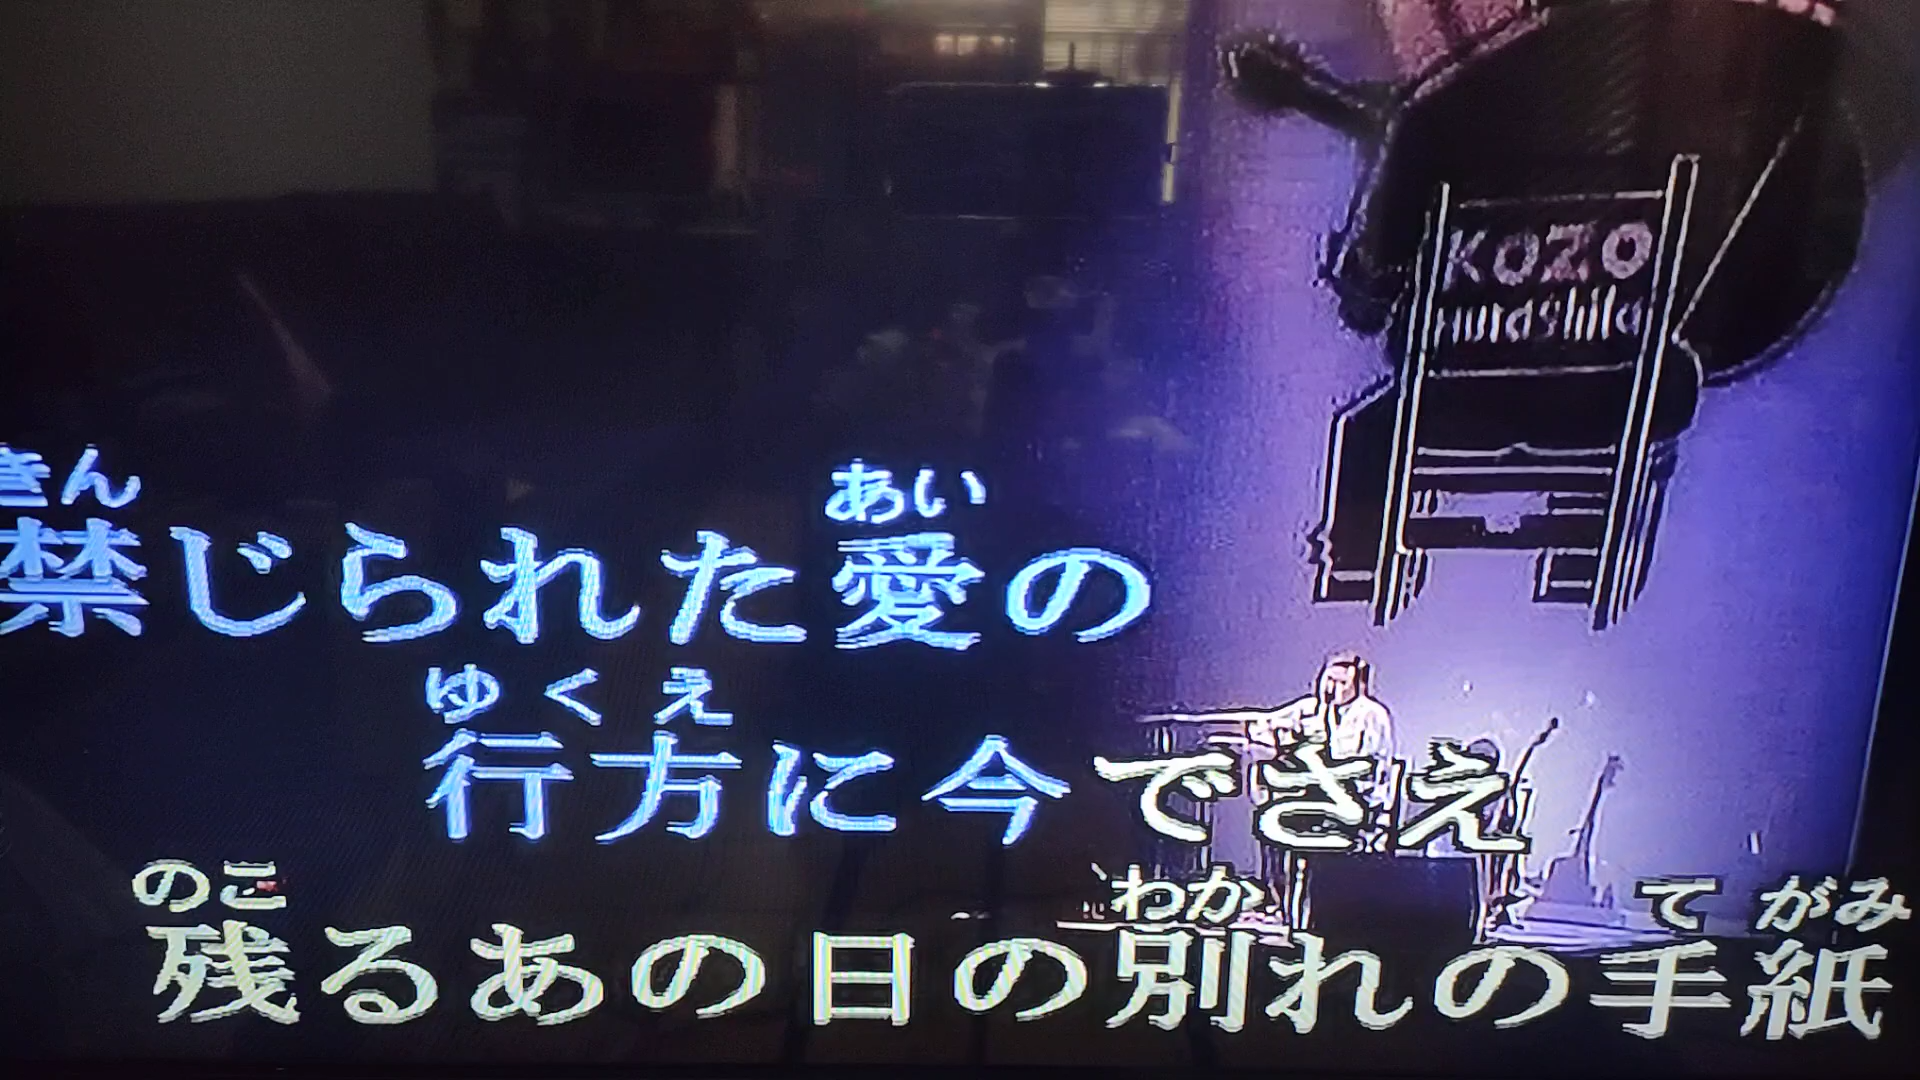 KOZO
Murashita
きん あい
禁じられた愛の
ゆくえ
行方に今でさえ
のこ わか てがみ
残るあの日の別れの手紙